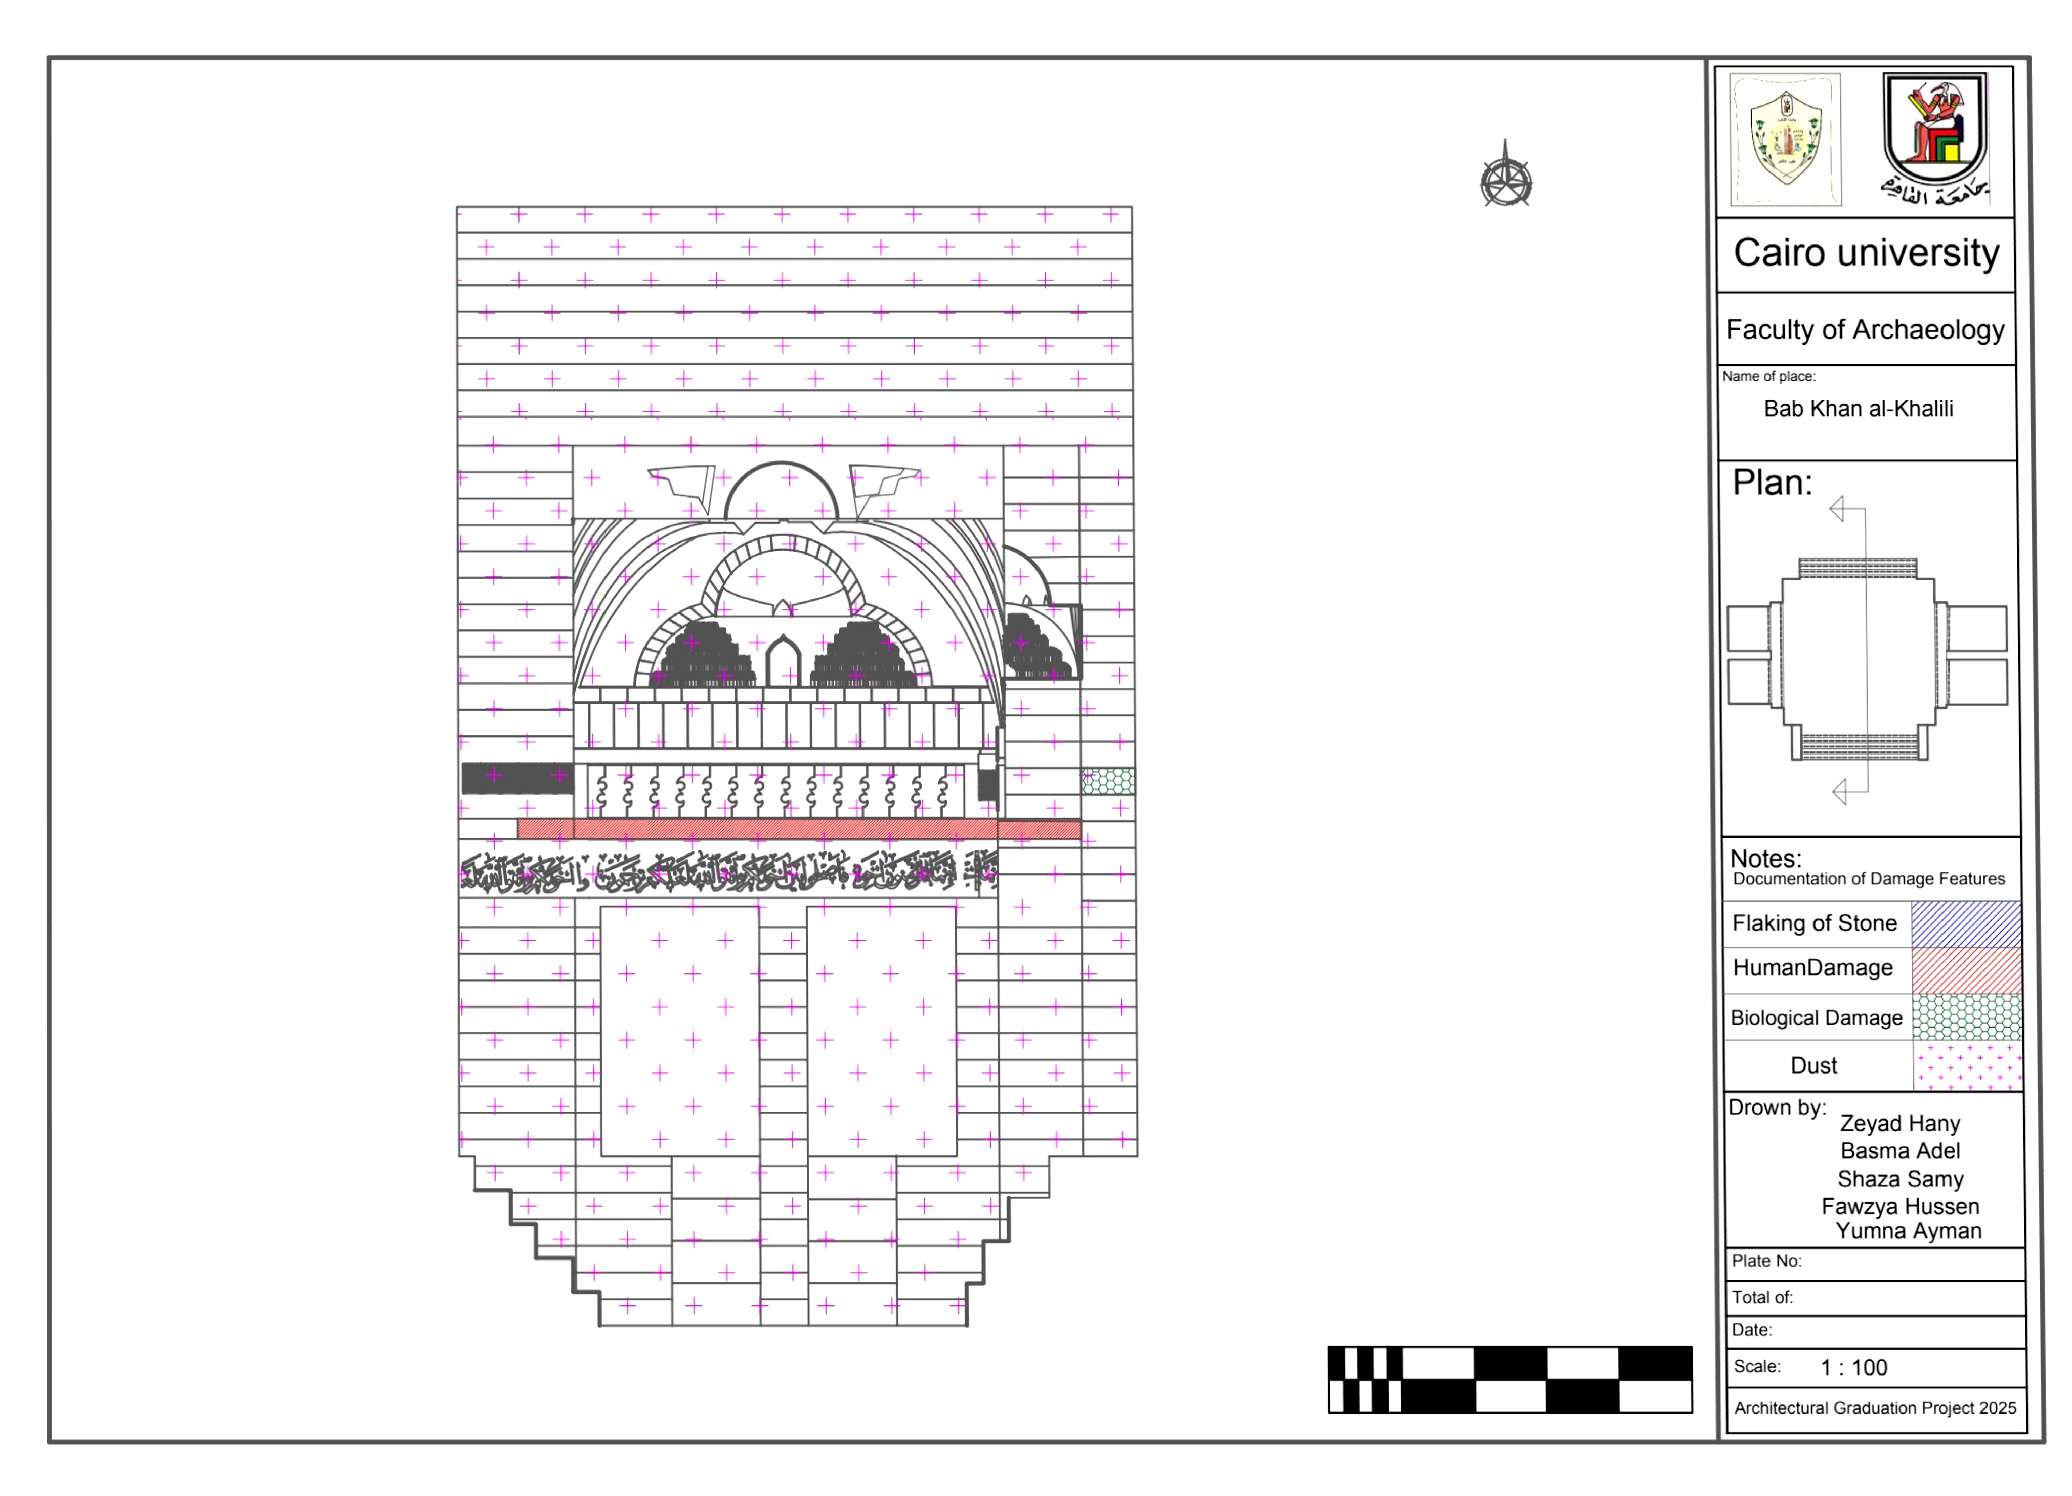 جامعة القاهرة
Cairo university
Faculty of Archaeology
Name of place:
Bab Khan al-Khalili
Plan:
Notes:
Documentation of Damage Features
Flaking of Stone
HumanDamage
Biological Damage
Dust
Drown by:
Zeyad Hany
Basma Adel
Shaza Samy
Fawzya Hussen
Yumna Ayman
Plate No:
Total of:
Date:
Scale: 1 : 100
Architectural Graduation Project 2025